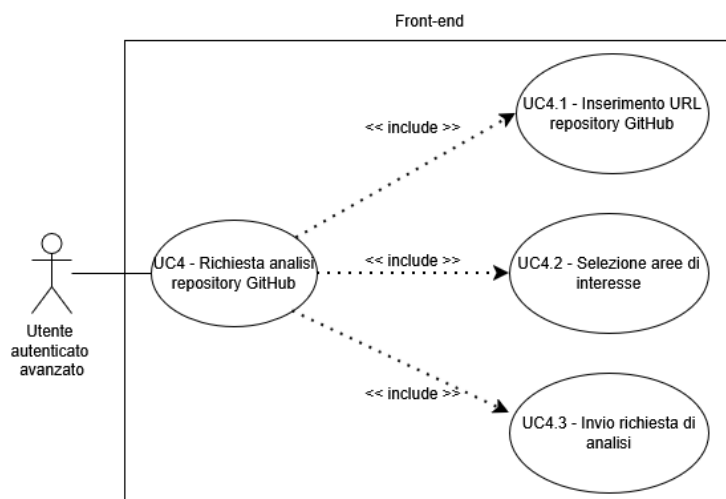 Front-end
UC4.1 - Inserimento URL
repository GitHub
<< include >>
UC4 - Richiesta analisi
repository GitHub
<< include >>
UC4.2 - Selezione aree di
interesse
Utente
autenticato
avanzato
<< include >>
UC4.3 - Invio richiesta di
analisi